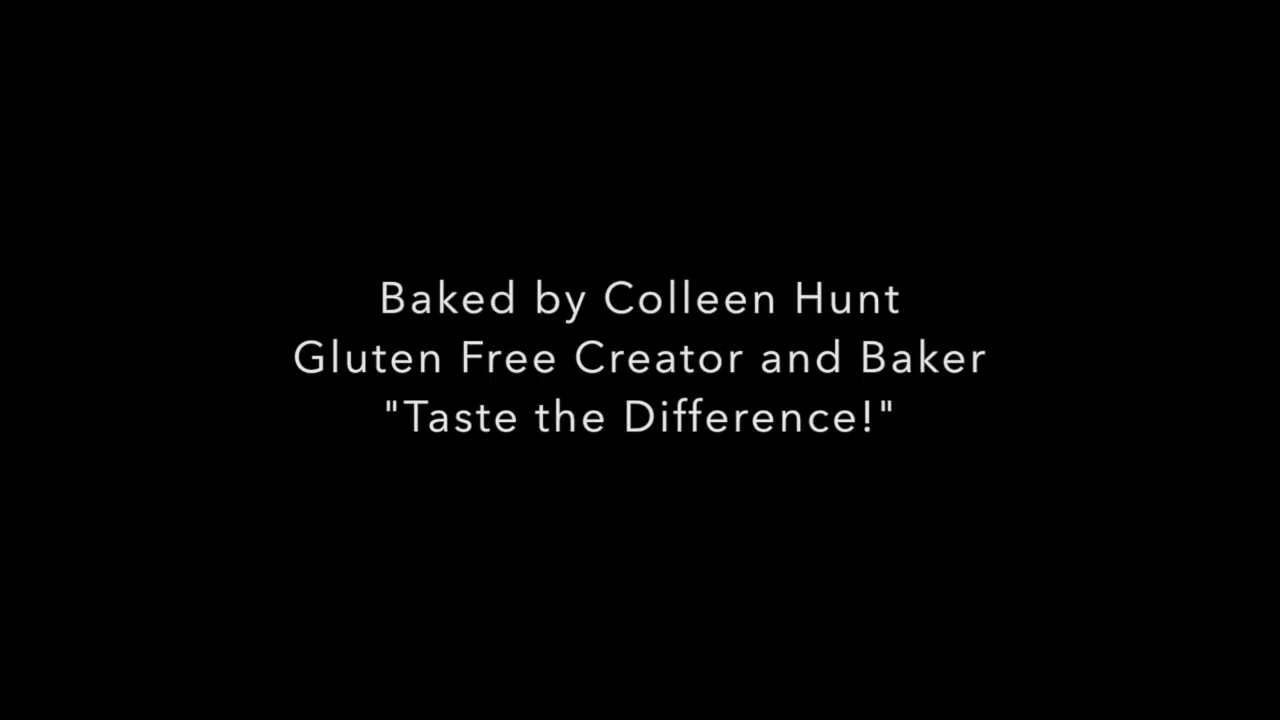 Baked by Colleen Hunt
Gluten Free Creator and Baker
"Taste the Difference!"